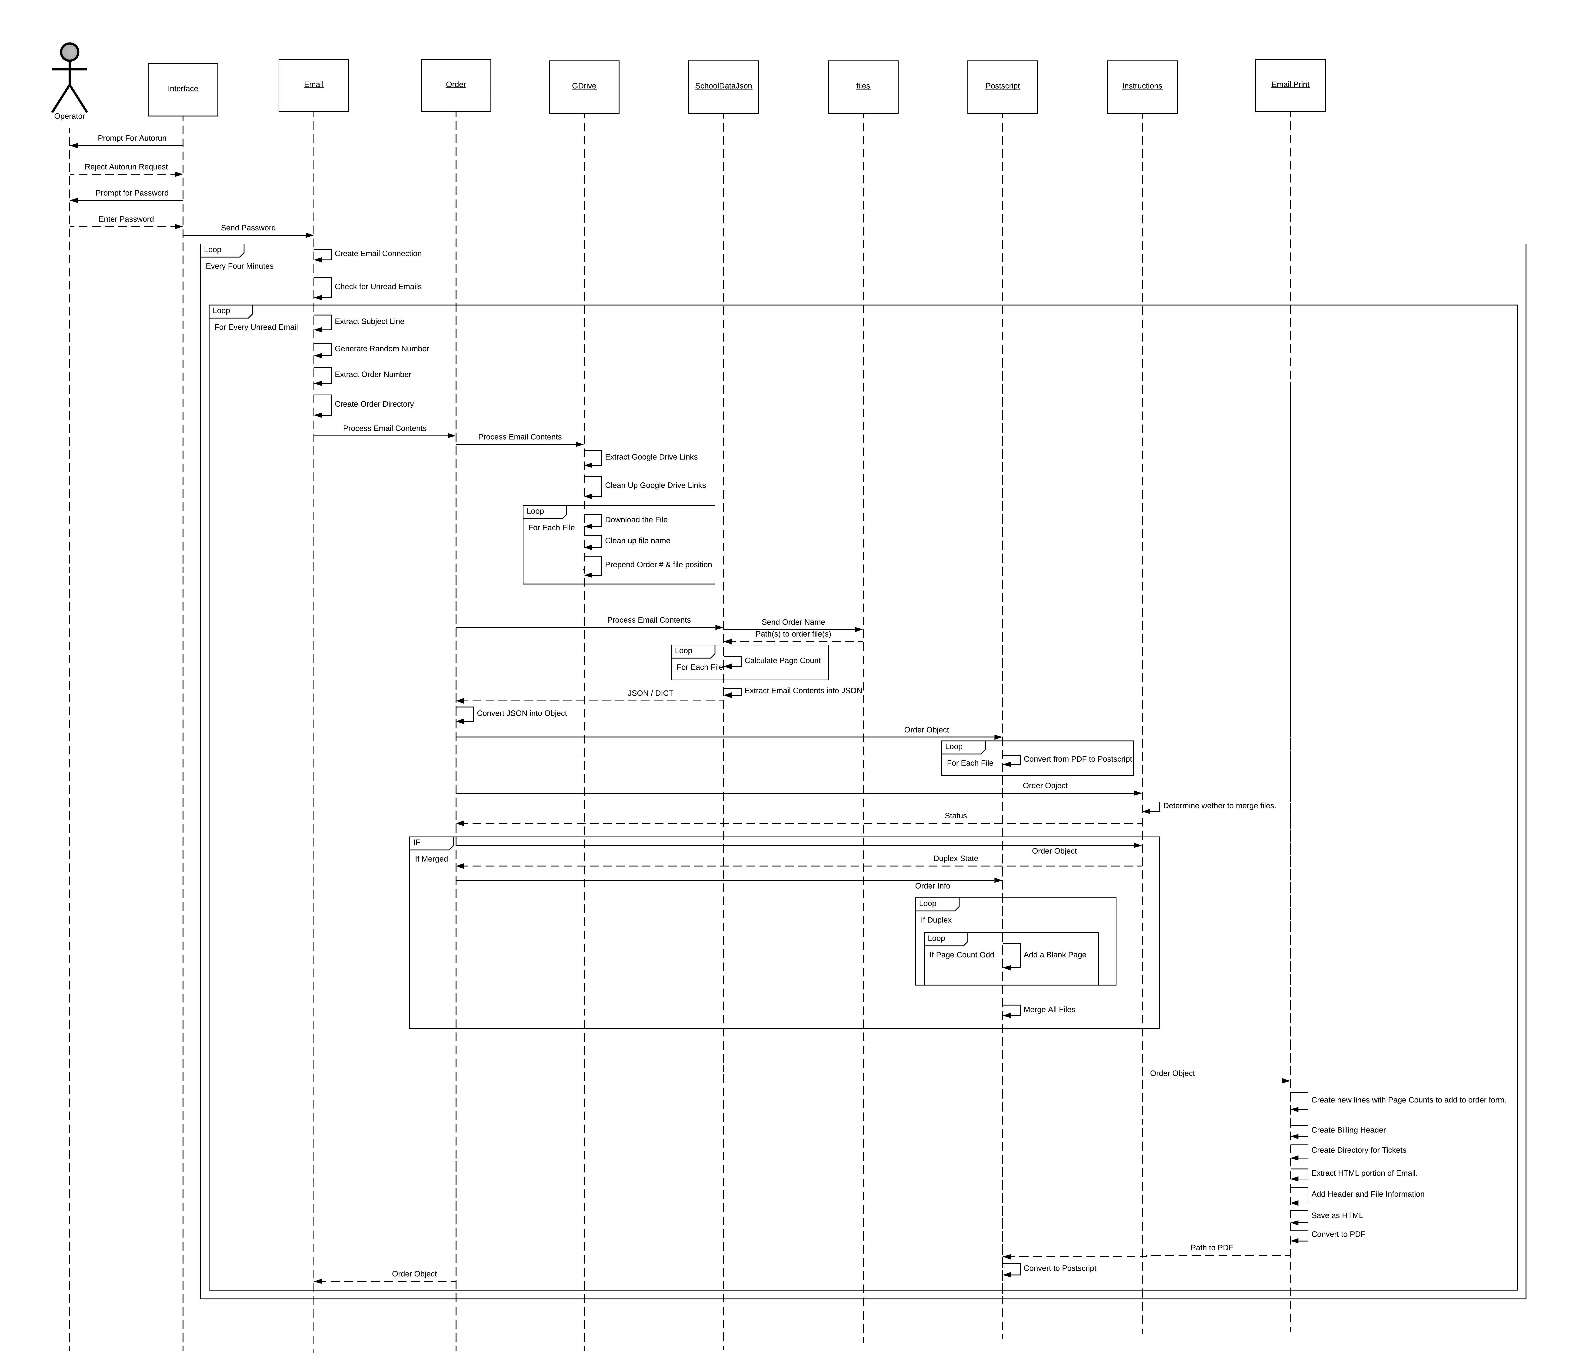 Operator
Interface
Email
Order
GDrive
SchoolDataJson
files
Postscript
Instructions
Email Print
Prompt For Autorun
Reject Autorun Request
Prompt for Password
Enter Password
Send Password
Loop
Every Four Minutes
Create Email Connection
Check for Unread Emails
Loop
For Every Unread Email
Extract Subject Line
Generate Random Number
Extract Order Number
Create Order Directory
Process Email Contents
Process Email Contents
Extract Google Drive Links
Clean Up Google Drive Links
Loop
For Each File
Download the File
Clean up file name
Prepend Order # & file position
Process Email Contents
Send Order Name
Path(s) to order file(s)
Loop
For Each File
Calculate Page Count
Extract Email Contents into JSON
JSON / DICT
Convert JSON into Object
Order Object
Loop
For Each File
Convert from PDF to Postscript
Order Object
Determine wether to merge files.
Status
IF
If Merged
Order Object
Duplex State
Order Info
Loop
If Duplex
Loop
If Page Count Odd
Add a Blank Page
Merge All Files
Order Object
Create new lines with Page Counts to add to order form.
Create Billing Header
Create Directory for Tickets
Extract HTML portion of Email.
Add Header and File Information
Save as HTML
Convert to PDF
Path to PDF
Convert to Postscript
Order Object